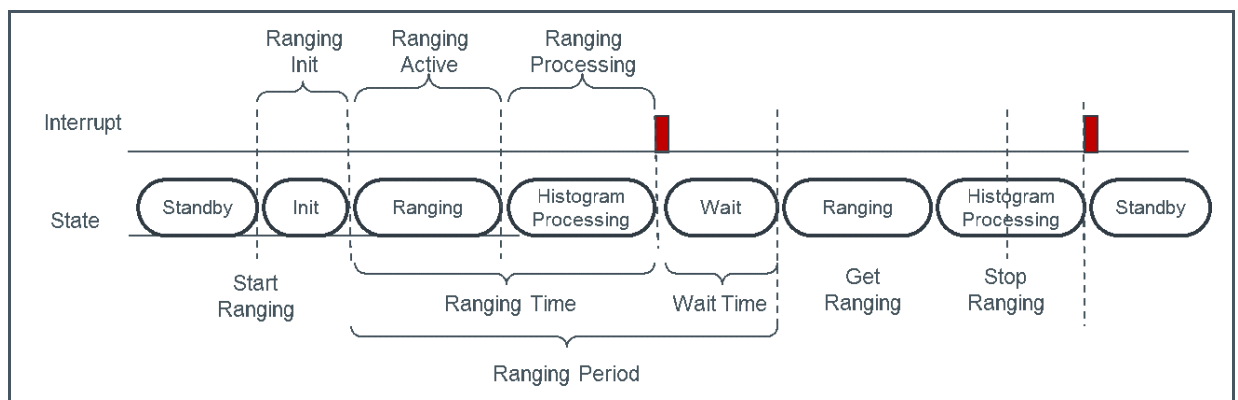 Ranging
Init
Ranging
Active
Ranging
Processing
Interrupt
State
Standby
Init
Ranging
Histogram
Processing
Wait
Ranging
Histogram
Processing
Standby
Start
Ranging
Ranging Time
Wait Time
Get
Ranging
Stop
Ranging
Ranging Period